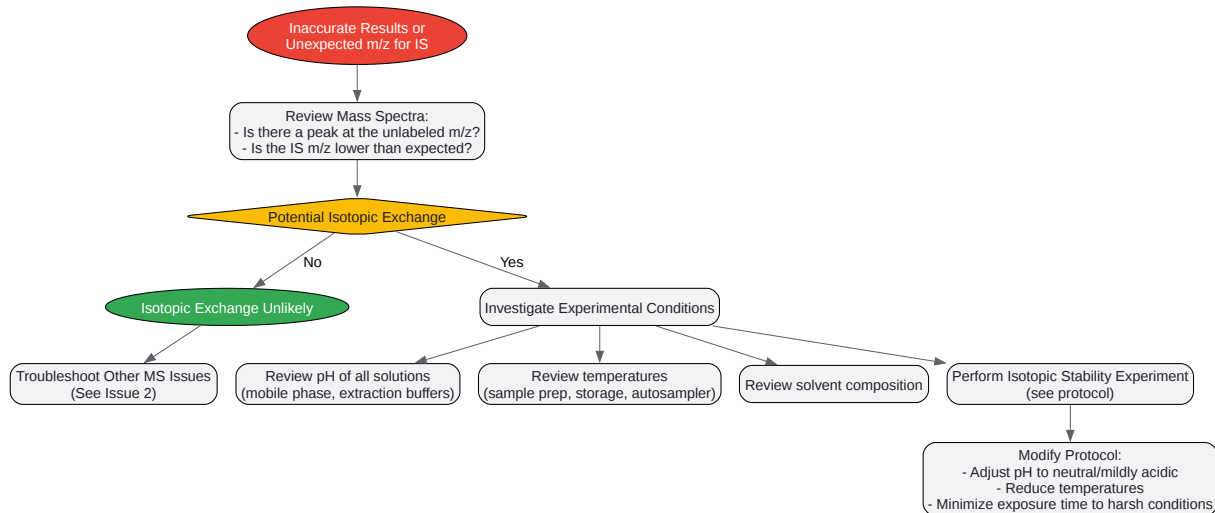 Inaccurate Results or
Unexpected m/z for IS
Review Mass Spectra:
- Is there a peak at the unlabeled m/z?
- Is the IS m/z lower than expected?
Potential Isotopic Exchange
No
Yes
Isotopic Exchange Unlikely
Investigate Experimental Conditions
Troubleshoot Other MS Issues
(See Issue 2)
Review pH of all solutions
(mobile phase, extraction buffers)
Review temperatures
(sample prep, storage, autosampler)
Review solvent composition
Perform Isotopic Stability Experiment
(see protocol)
Modify Protocol:
- Adjust pH to neutral/mildly acidic
- Reduce temperatures
- Minimize exposure time to harsh conditions